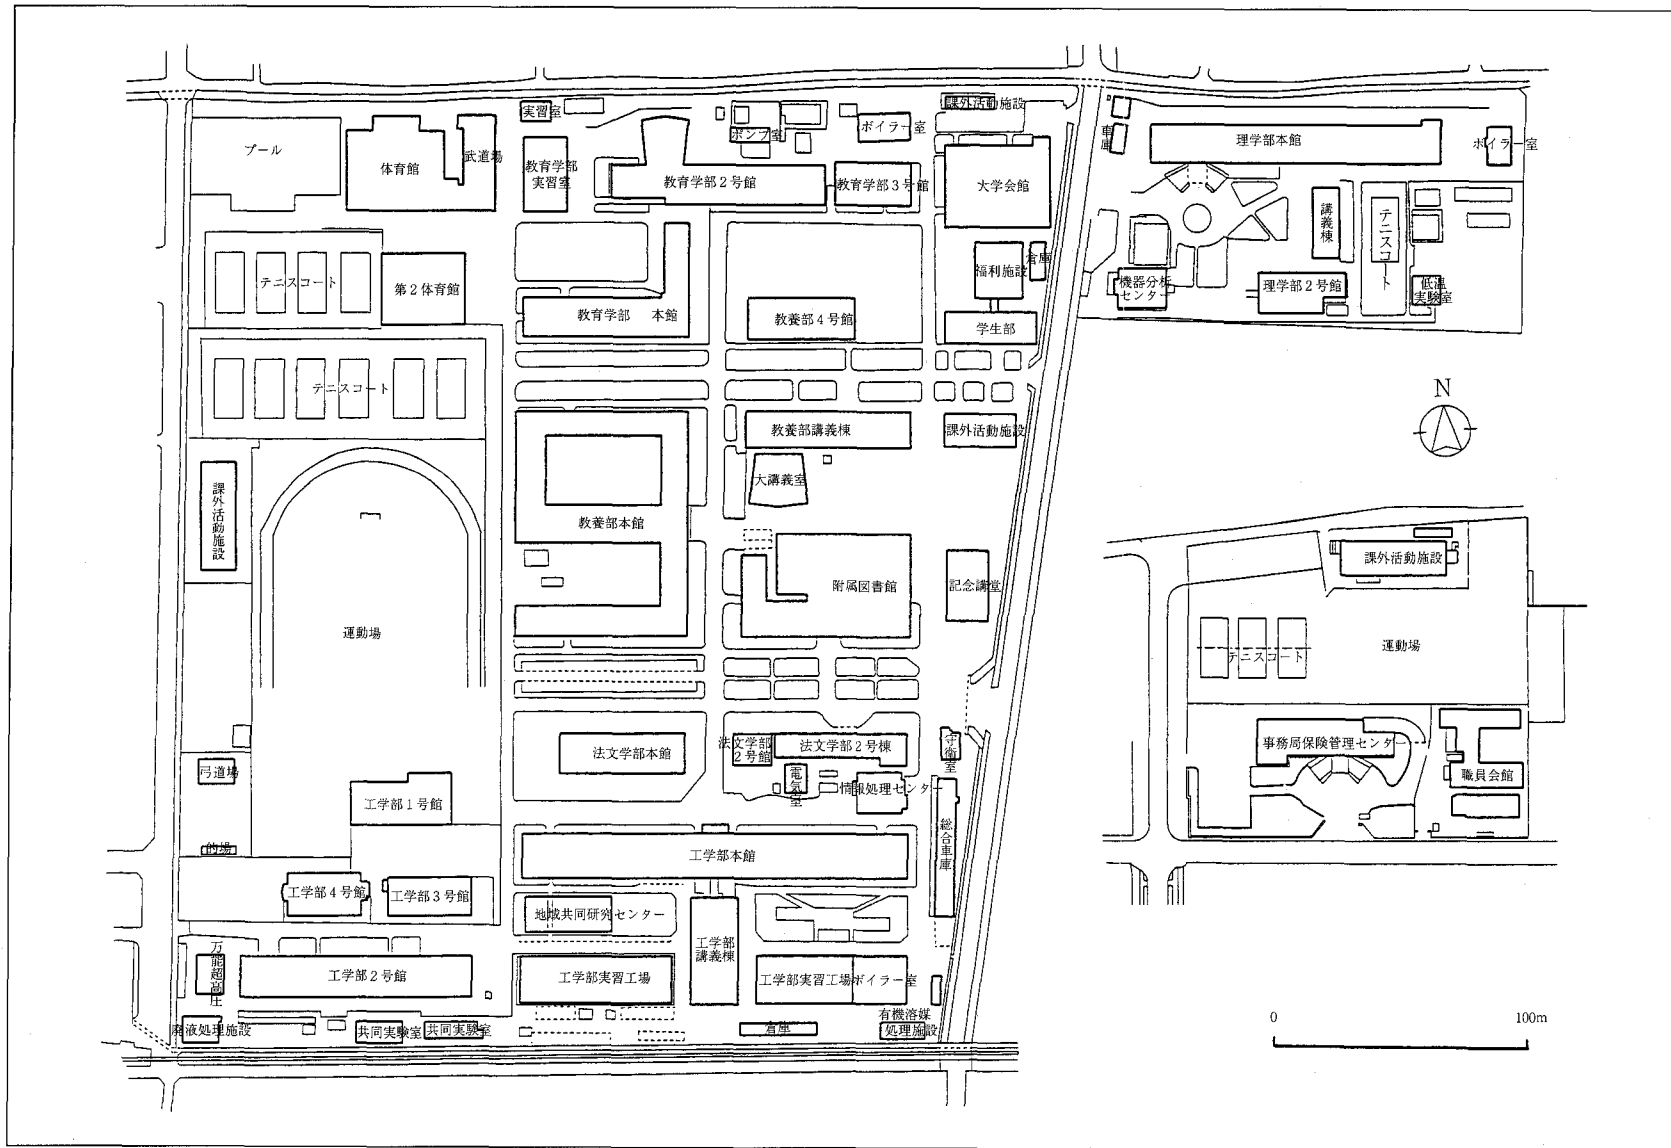 実習室
課外活動施設
プール
体育館
武道場
教育学部
実習室
教育学部2号館
ポンプ室
ボイラー室
教育学部3号館
大学会館
車庫
理学部本館
ボイラー室
テニスコート
第2体育館
教育学部 本館
教養部4号館
福利施設
倉庫
学生部
機器分析
センター
理学部2号館
講義棟
テニスコート
低温
実験室
テニスコート
教養部講義棟
課外活動施設
大講義室
課外活動施設
教養部本館
附属図書館
記念講堂
運動場
N
課外活動施設
テニスコート
運動場
事務局保険管理センター
職員会館
法文学部本館
法文学部
2号館
法文学部2号棟
守衛室
電気室
情報処理センター
総合車庫
弓道場
工学部1号館
的場
工学部本館
工学部4号館
工学部3号館
地域共同研究センター
工学部
講義棟
万能超高圧
工学部2号館
工学部実習工場
工学部実習工場
ボイラー室
廃液処理施設
共同実験室
共同実験室
倉庫
有機溶媒
処理施設
0 100m